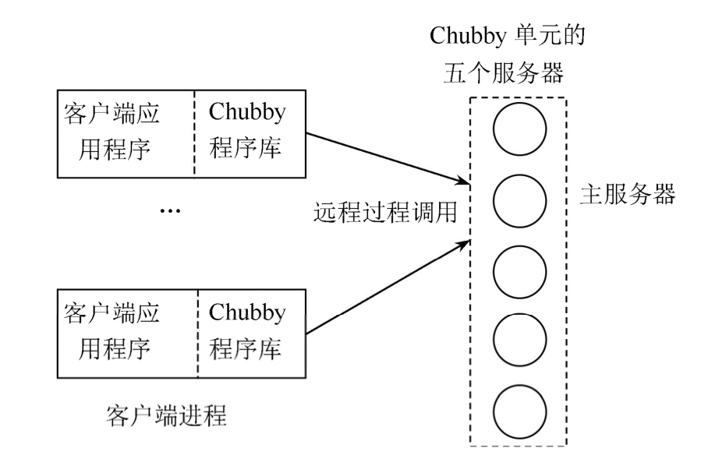 Chubby 单元的
五个服务器
客户端应
用程序
Chubby
程序库
...
远程过程调用
主服务器
客户端应
用程序
Chubby
程序库
客户端进程